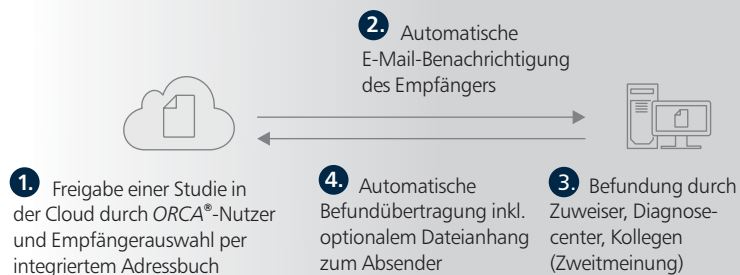 2. Automatische
E-Mail-Benachrichtigung
des Empfängers
1. Freigabe einer Studie in
der Cloud durch ORCA®-Nutzer
und Empfängerauswahl per
integriertem Adressbuch
4. Automatische
Befundübertragung inkl.
optionalem Dateianhang
zum Absender
3. Befundung durch
Zuweiser, Diagnose-
center, Kollegen
(Zweitmeinung)